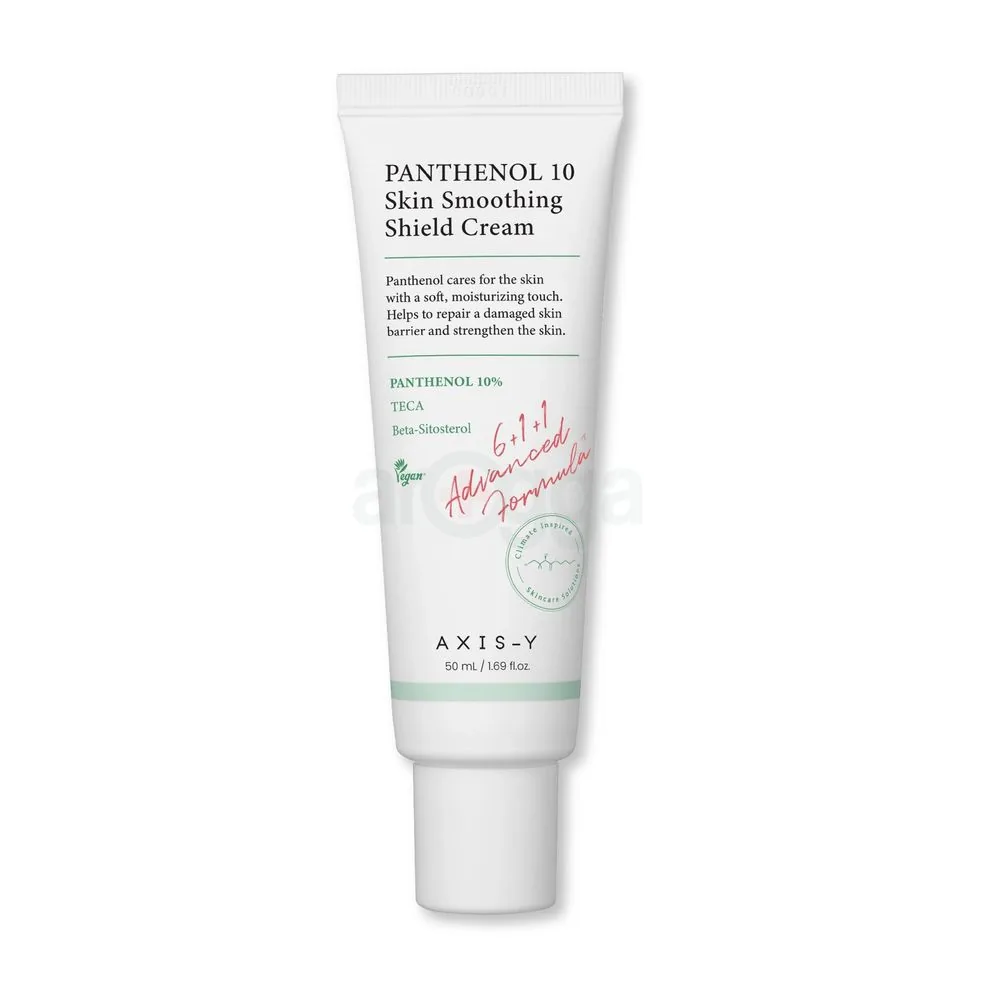 PANTHENOL 10
Skin Smoothing
Shield Cream
Panthenol cares for the skin
with a soft, moisturizing touch.
Helps to repair a damaged skin
barrier and strengthen the skin.
PANTHENOL 10%
TECA
Beta-Sitosterol
6+1+1
Advanced
Formula™
Vegan
Climate Inspired
Skincare Solutions
AXIS-Y
50 mL / 1.69 fl.oz.